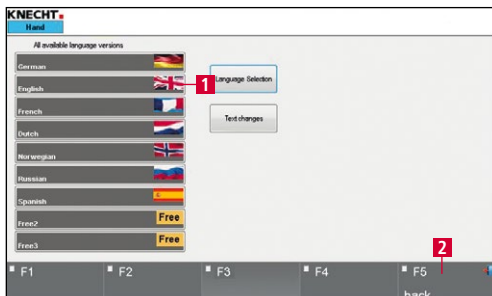 KNECHT
Hand
All available language versions
German
English
French
Dutch
Norwegian
Russian
Spanish
Free2 Free
Free3 Free
1
Language Selection
Text changes
2
F1 F2 F3 F4 F5
back